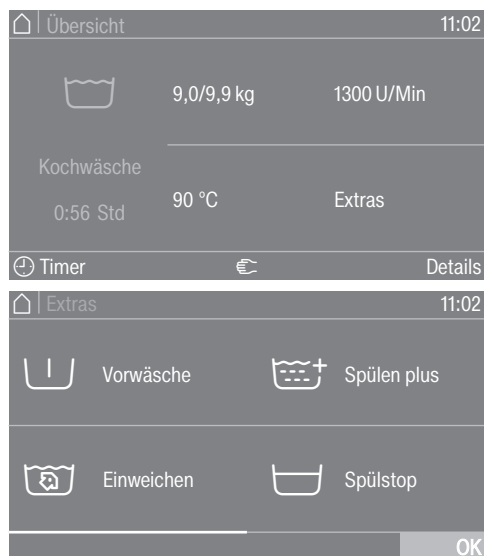 Übersicht 11:02
9,0/9,9 kg 1300 U/Min
Kochwäsche
0:56 Std
90 °C Extras
Timer Details
Extras 11:02
Vorwäsche Spülen plus
Einweichen Spülstop
OK